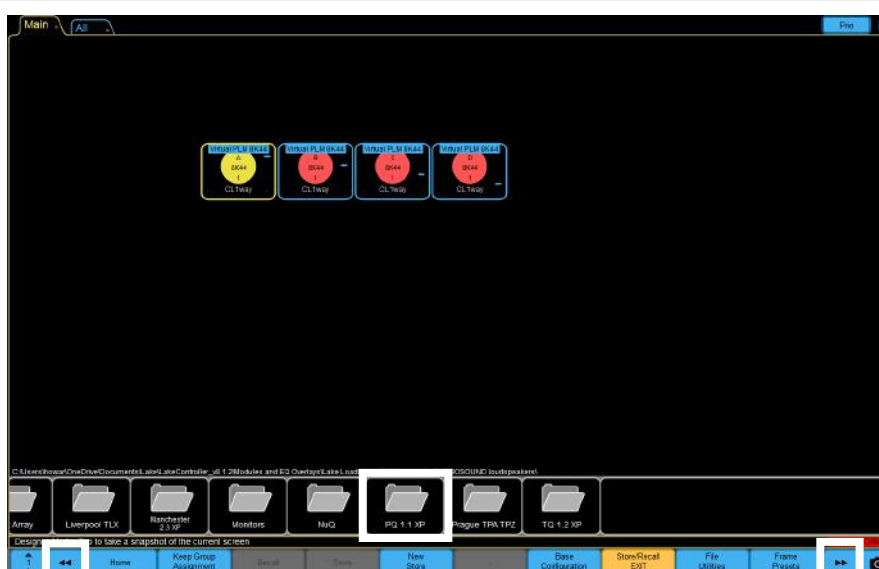 Main
All
Prio
Virtual PLM 8K44
Virtual PLM 8K44
Virtual PLM 8K44
Virtual PLM 8K44
A
8K44
1
CL1way
B
8K44
1
CL1way
C
8K44
1
CL1way
D
8K44
1
CL1way
Array
Liverpool TLX
Manchester
2.3 XP
Monitors
NuQ
PQ 1.1 XP
Prague TPA TPZ
TQ 1.2 XP
to take a snapshot of the current screen
1
Home
Keep Group
Assignment
Recall
Store
New
Store
Base
Configuration
Store/Recall
EXIT
File
Utilities
Frame
Presets